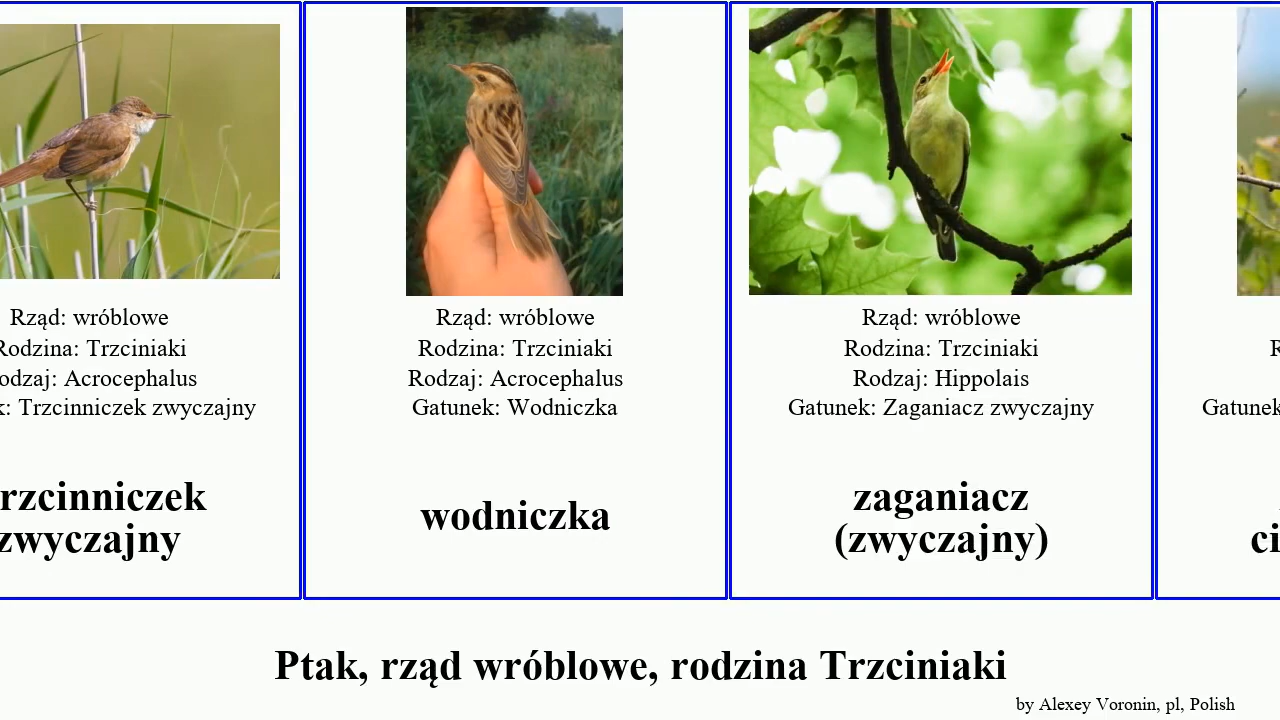 Rząd: wróblowe
Rodzina: Trzciniaki
odzaj: Acrocephalus
k: Trzcinniczek zwyczajny
rzcinniczek
zwyczajny
Rząd: wróblowe
Rodzina: Trzciniaki
Rodzaj: Acrocephalus
Gatunek: Wodniczka
wodniczka
Rząd: wróblowe
Rodzina: Trzciniaki
Rodzaj: Hippolais
Gatunek: Zaganiacz zwyczajny
zaganiacz
(zwyczajny)
R
Gatunek
ci
Ptak, rząd wróblowe, rodzina Trzciniaki
by Alexey Voronin, pl, Polish